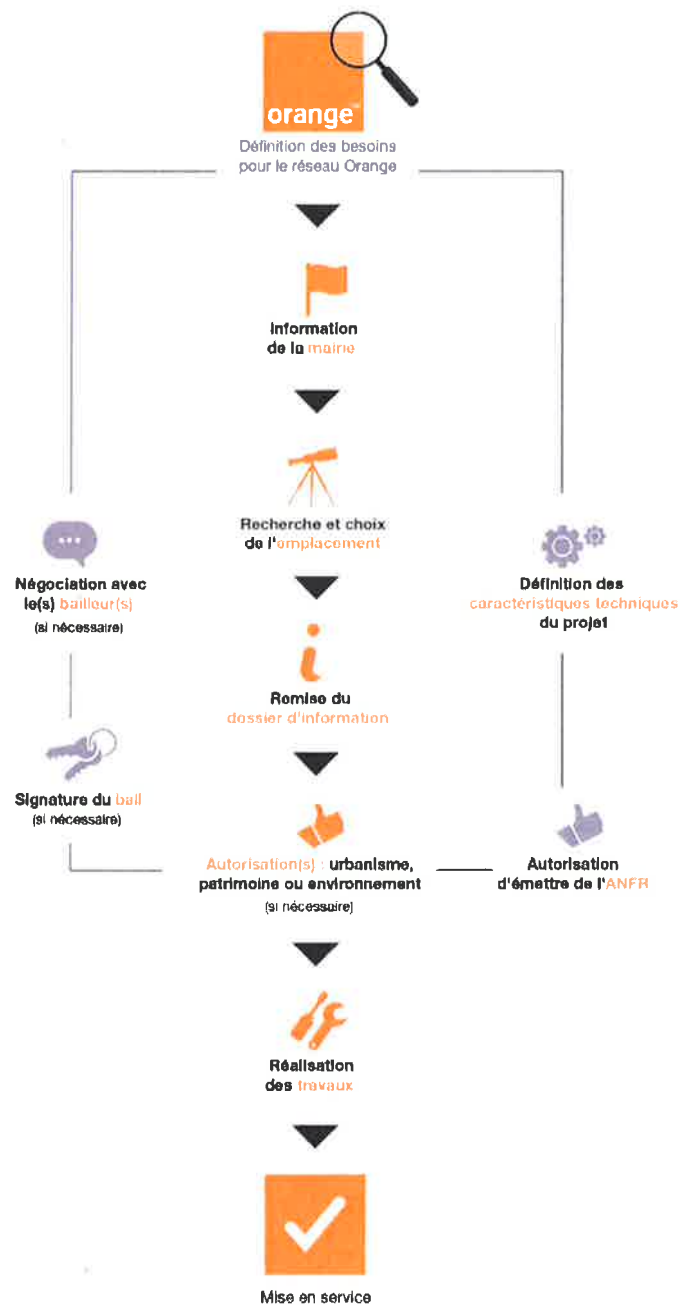 orange™
Définition des besoins
pour le réseau Orange
Information
de la mairie
Recherche et choix
de l'emplacement
Négociation avec
le(s) bailleur(s)
(si nécessaire)
Définition des
caractéristiques techniques
du projet
Remise du
dossier d'information
Signature du bail
(si nécessaire)
Autorisation(s) : urbanisme,
patrimoine ou environnement
(si nécessaire)
Autorisation
d'émettre de l'ANFR
Réalisation
des travaux
Mise en service